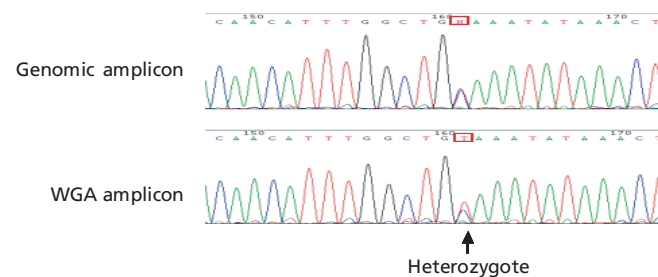 150 160 170
C A A C A T T T G G C T G N A A A T A T A A A C T
Genomic amplicon
150 160 170
C A A C A T T T G G C T G T A A A T A T A A A C T
WGA amplicon
Heterozygote